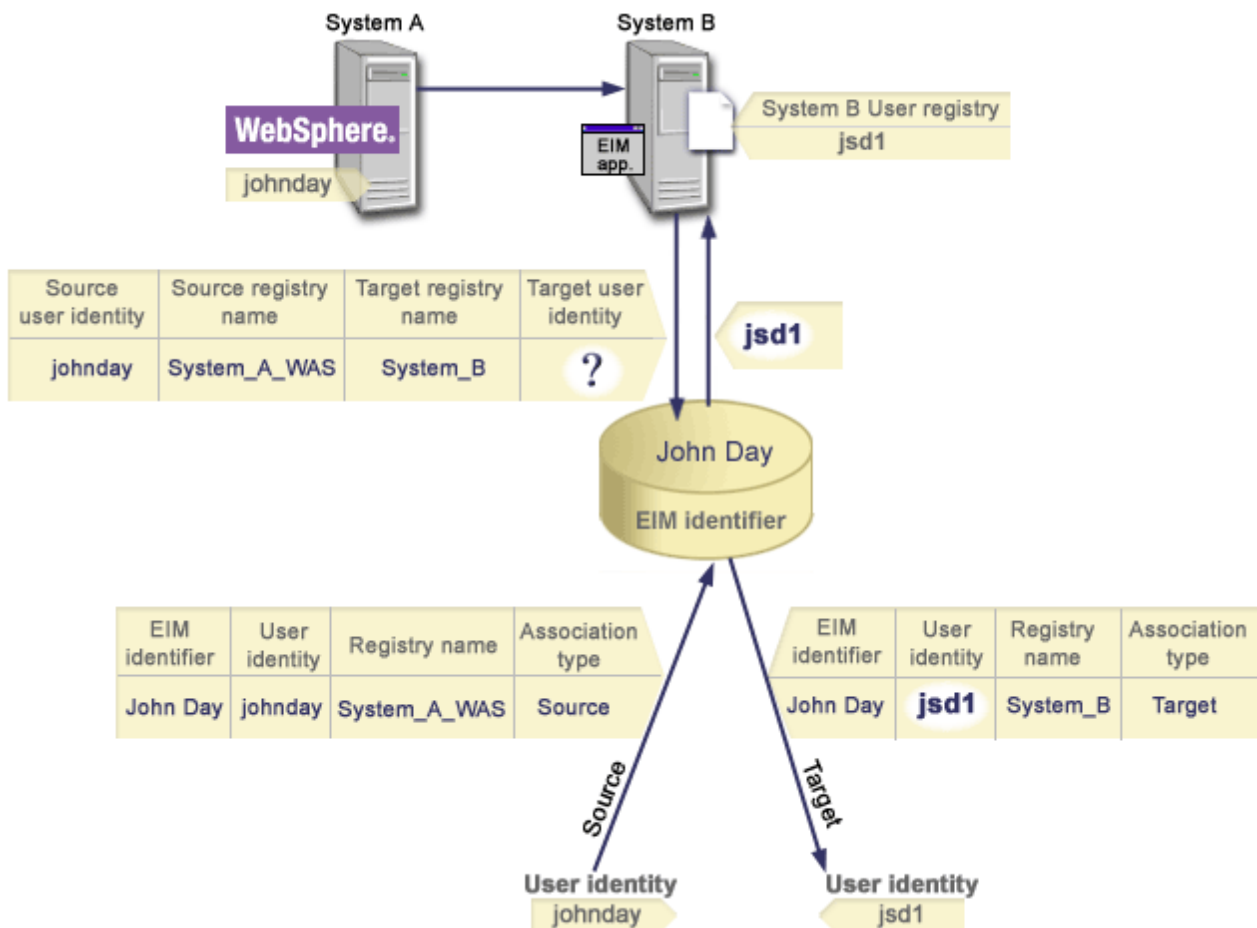 System A
System B
WebSphere.
johnday
EIM
app.
System B User registry
jsd1
Source
user identity
Source registry
name
Target registry
name
Target user
identity
johnday
System_A_WAS
System_B
?
jsd1
John Day
EIM identifier
EIM
identifier
User
identity
Registry name
Association
type
John Day
johnday
System_A_WAS
Source
EIM
identifier
User
identity
Registry
name
Association
type
John Day
jsd1
System_B
Target
Source
Target
User identity
johnday
User identity
jsd1